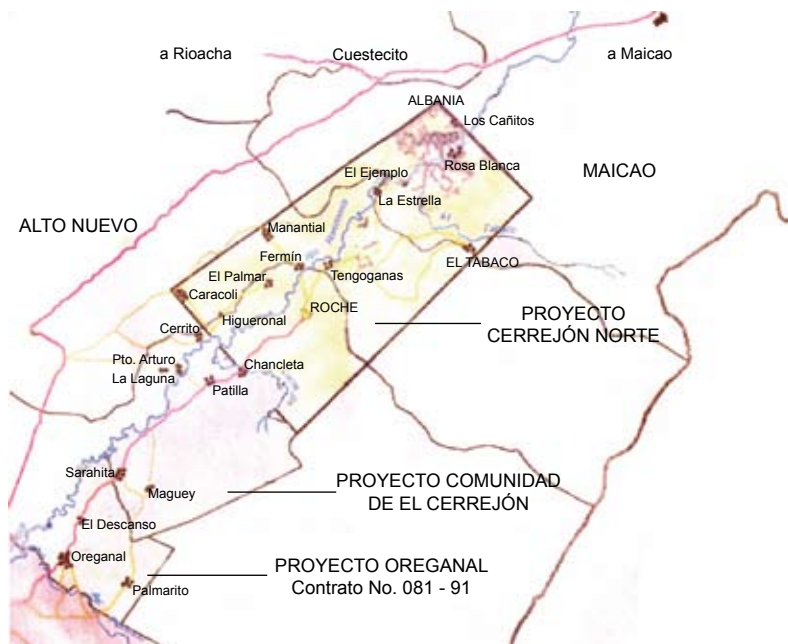 a Rioacha
Cuestecito
a Maicao
ALBANIA
Los Cañitos
El Ejemplo
Rosa Blanca
MAICAO
La Estrella
ALTO NUEVO
Manantial
Fermín
EL TABACO
El Palmar
Tengoganas
Caracoli
ROCHE
PROYECTO
CERREJÓN NORTE
Higueronal
Cerrito
Pto. Arturo
Chancleta
La Laguna
Patilla
Sarahita
PROYECTO COMUNIDAD
DE EL CERREJÓN
Maguey
El Descanso
Oreganal
PROYECTO OREGANAL
Contrato No. 081 - 91
Palmarito